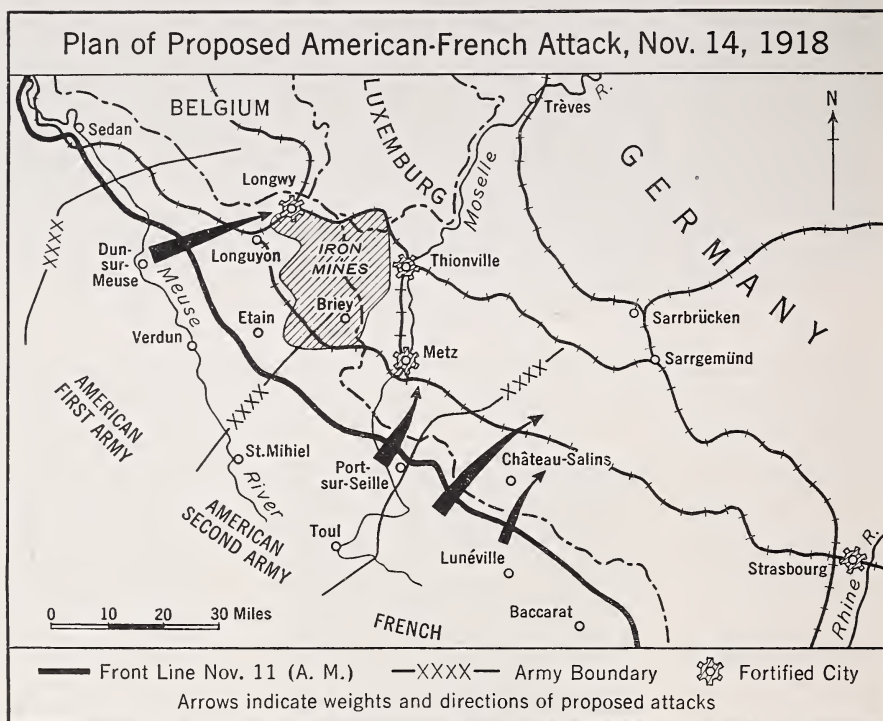 Plan of Proposed American-French Attack, Nov. 14, 1918
BELGIUM
LUXEMBURG
Trèves
R.
N
Sedan
GERMANY
Longwy
Moselle
XXXX
Dun-
sur-
Meuse
Longuyon
IRON
MINES
Thionville
Meuse
Etain
Briey
Sarrbrücken
Verdun
Metz
Sarrgemünd
XXXX
XXXX
AMERICAN
FIRST ARMY
St.Mihiel
Port-
sur-Seille
Château-Salins
River
AMERICAN
SECOND ARMY
Toul
Lunéville
Strasbourg
R.
Rhine
Baccarat
FRENCH
0 10 20 30 Miles
Front Line Nov. 11 (A. M.)
XXXX
Army Boundary
Fortified City
Arrows indicate weights and directions of proposed attacks